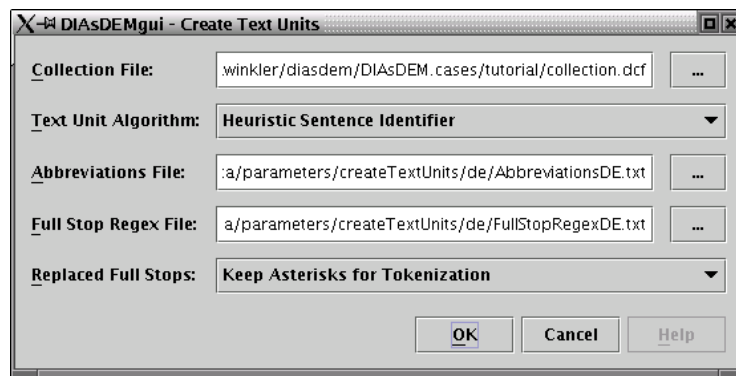 DIAsDEMgui - Create Text Units
Collection File: .winkler/diasdem/DIAsDEM.cases/tutorial/collection.dcf ...
Text Unit Algorithm: Heuristic Sentence Identifier
Abbreviations File: :a/parameters/createTextUnits/de/AbbreviationsDE.txt ...
Full Stop Regex File: a/parameters/createTextUnits/de/FullStopRegexDE.txt ...
Replaced Full Stops: Keep Asterisks for Tokenization
OK Cancel Help